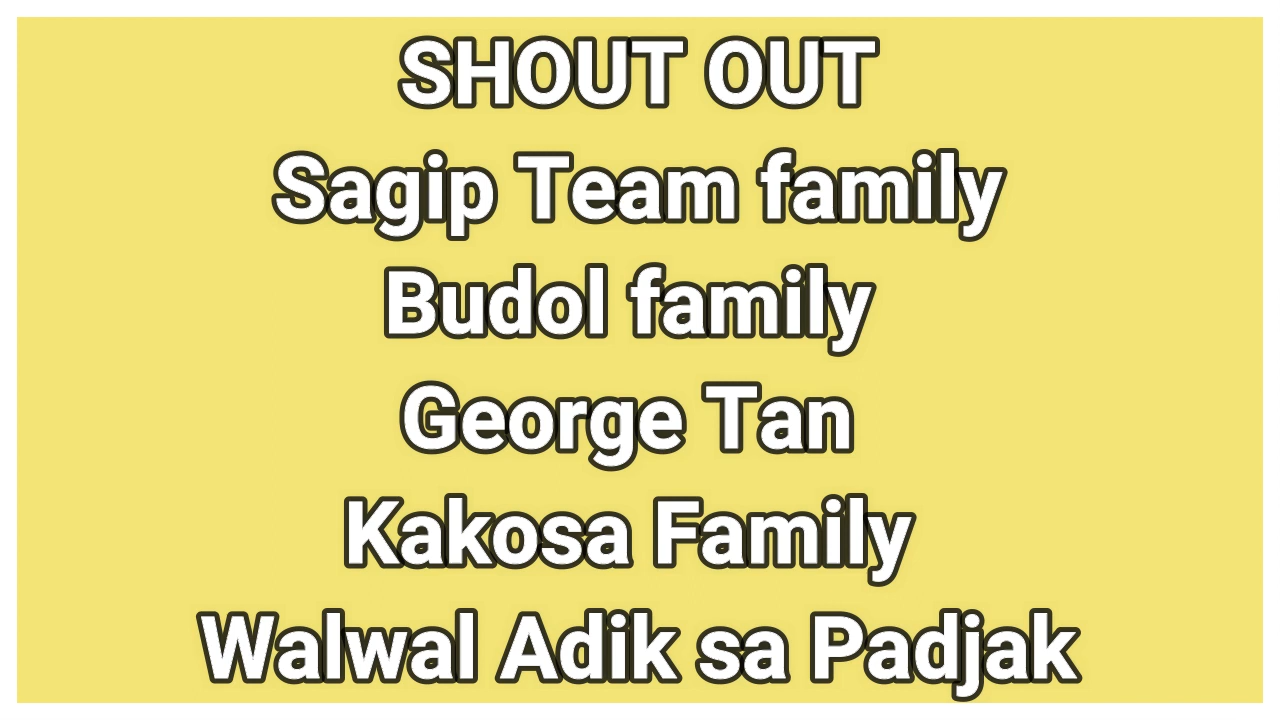 SHOUT OUT
Sagip Team family
Budol family
George Tan
Kakosa Family
Walwal Adik sa Padjak